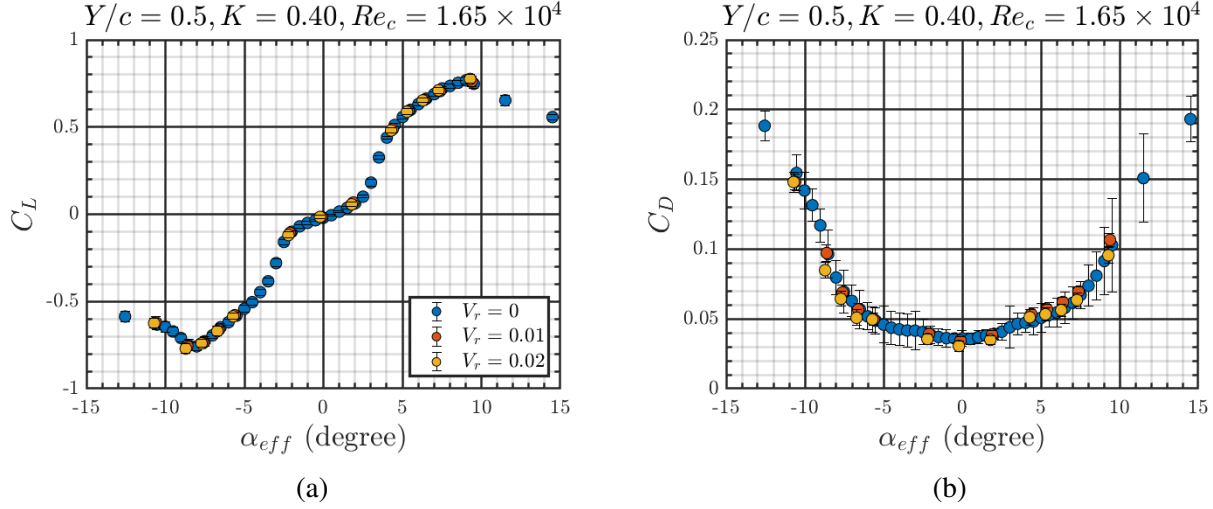 Y/c = 0.5, K = 0.40, Re_c = 1.65 × 10^4
1
0.5
0
-0.5
-1
C_L
-15 -10 -5 0 5 10 15
α_eff (degree)
V_r = 0
V_r = 0.01
V_r = 0.02
(a)
Y/c = 0.5, K = 0.40, Re_c = 1.65 × 10^4
0.25
0.2
0.15
0.1
0.05
0
C_D
-15 -10 -5 0 5 10 15
α_eff (degree)
(b)